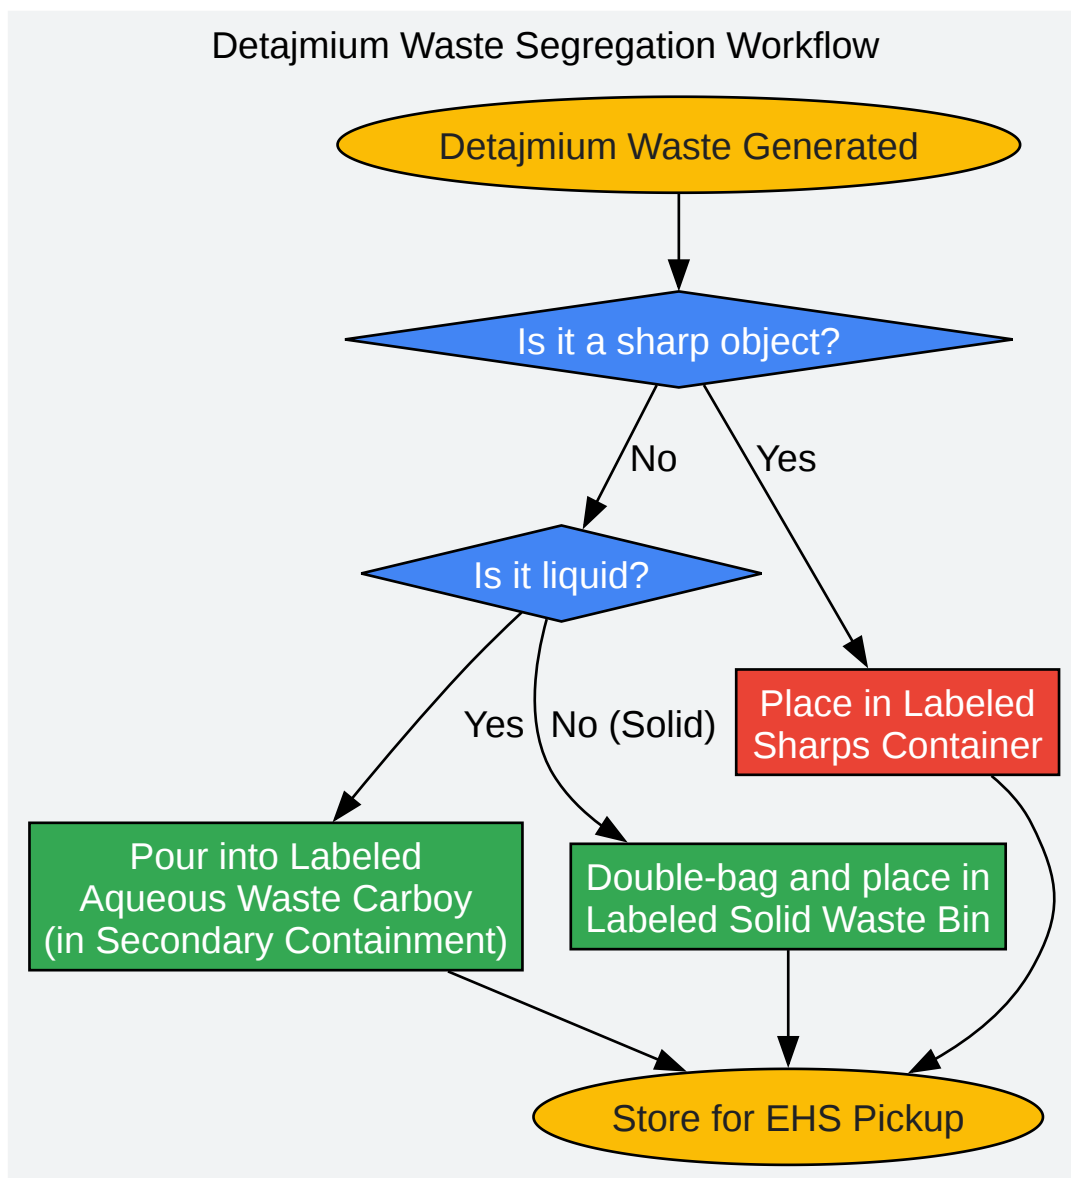 Detajmium Waste Segregation Workflow
Detajmium Waste Generated
Is it a sharp object?
No
Yes
Is it liquid?
Yes
No (Solid)
Place in Labeled
Sharps Container
Pour into Labeled
Aqueous Waste Carboy
(in Secondary Containment)
Double-bag and place in
Labeled Solid Waste Bin
Store for EHS Pickup